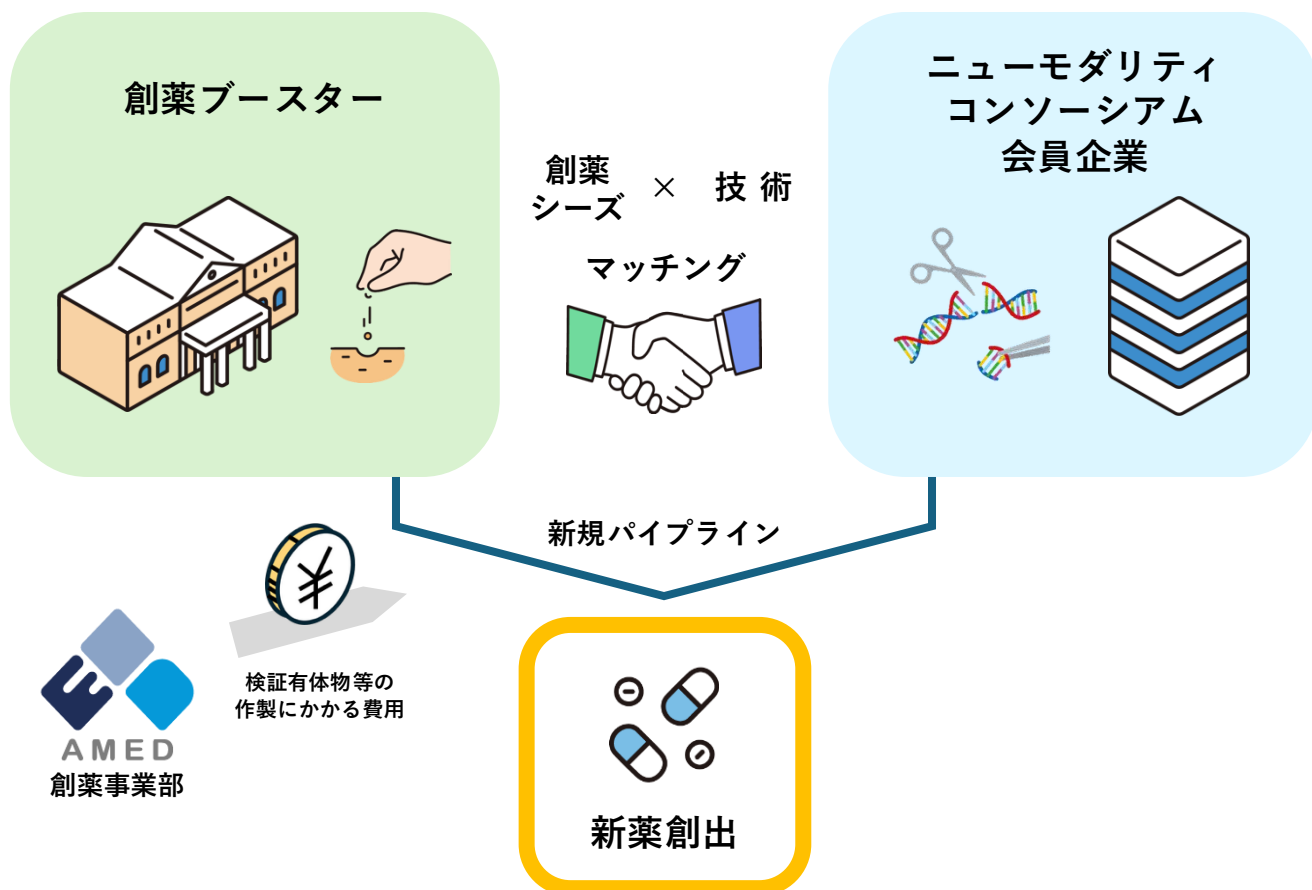 創薬ブースター
ニューモダリティ
コンソーシアム
会員企業
創薬
シーズ
×
技術
マッチング
新規パイプライン
¥
検証有体物等の
作製にかかる費用
AMED
創薬事業部
新薬創出